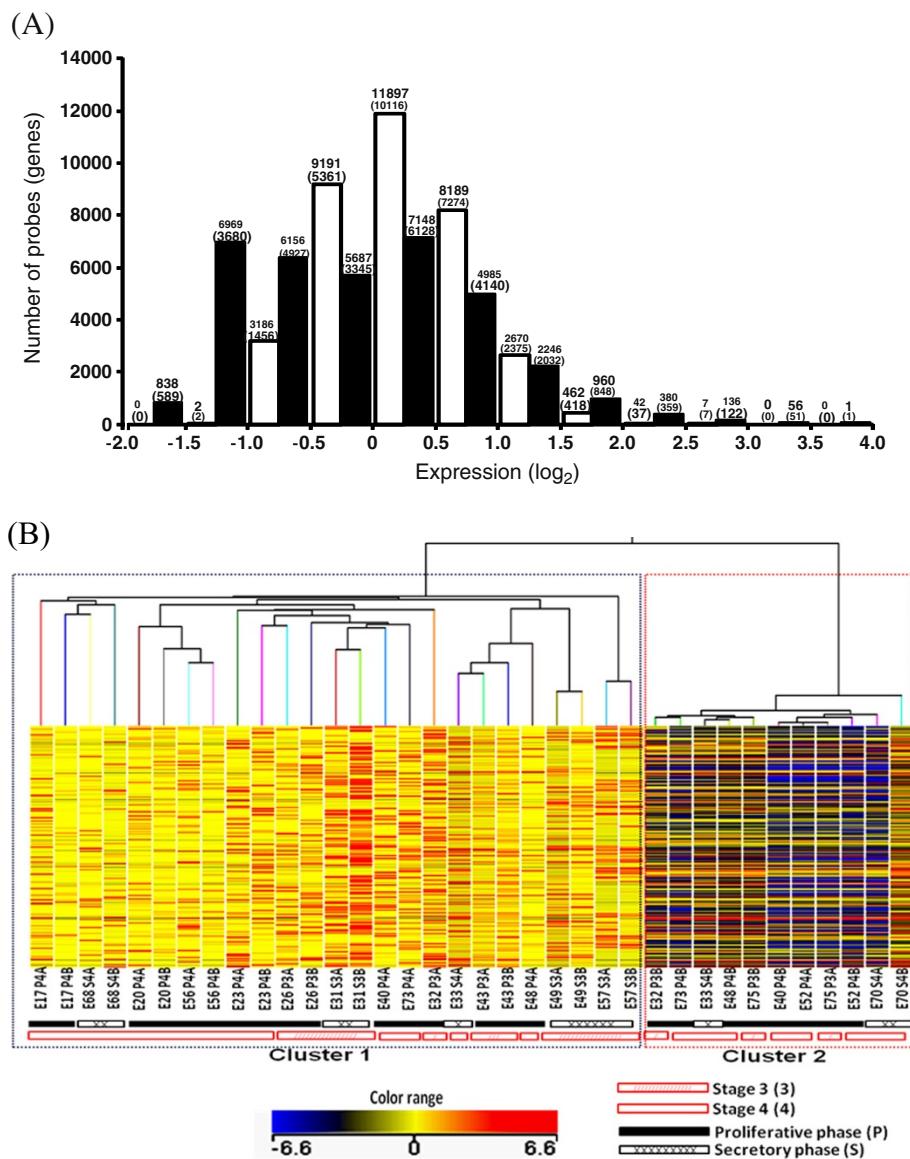 (A)
14000
12000
10000
8000
6000
4000
2000
0
Number of probes (genes)
0
(0)
838
(589)
2
(2)
6969
(3680)
3186
(1456)
6156
(4927)
9191
(5361)
5687
(3345)
11897
(10116)
7148
(6128)
8189
(7274)
4985
(4140)
2670
(2375)
2246
(2032)
462
(418)
960
(848)
42
(37)
380
(359)
7
(7)
136
(122)
0
(0)
56
(51)
0
(0)
1
(1)
-2.0 -1.5 -1.0 -0.5 0 0.5 1.0 1.5 2.0 2.5 3.0 3.5 4.0
Expression (log2)
(B)
E17 P4A
E17 P4B
E68 S4A
E68 S4B
E20 P4A
E20 P4B
E56 P4A
E56 P4B
E23 P4A
E23 P4B
E26 P3A
E26 P3B
E31 S3A
E31 S3B
E40 P4A
E73 P4A
E32 P3A
E33 S4A
E43 P3A
E43 P3B
E48 P4A
E49 S3A
E49 S3B
E57 S3A
E57 S3B
E32 P3B
E73 P4B
E33 S4B
E48 P4B
E75 P3B
E40 P4B
E52 P4A
E75 P3A
E52 P4B
E70 S4A
E70 S4B
Cluster 1
Cluster 2
Color range
-6.6 0 6.6
Stage 3 (3)
Stage 4 (4)
Proliferative phase (P)
Secretory phase (S)